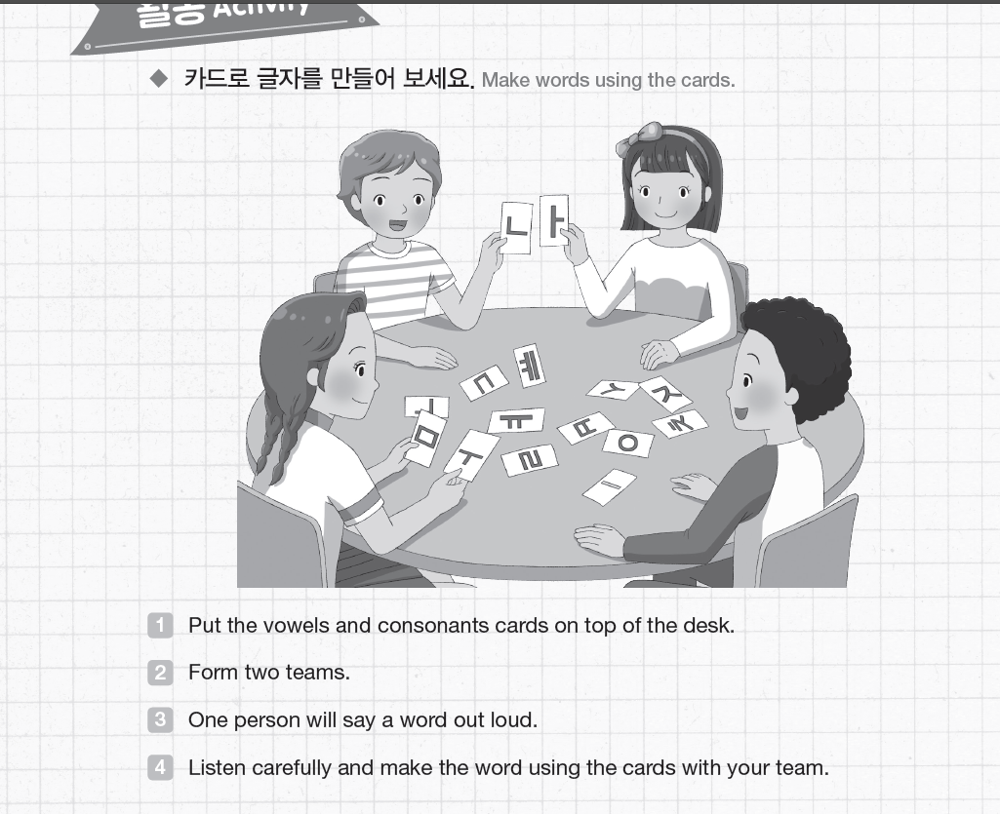 활동 Activity
◆ 카드로 글자를 만들어 보세요. Make words using the cards.
ㄴ ㅏ
ㄷ ㅖ
ㅅ ㅈ
ㅠ ㅊ
ㅁ ㅜ ㄹ ㅇ
ㅣ
1 Put the vowels and consonants cards on top of the desk.
2 Form two teams.
3 One person will say a word out loud.
4 Listen carefully and make the word using the cards with your team.